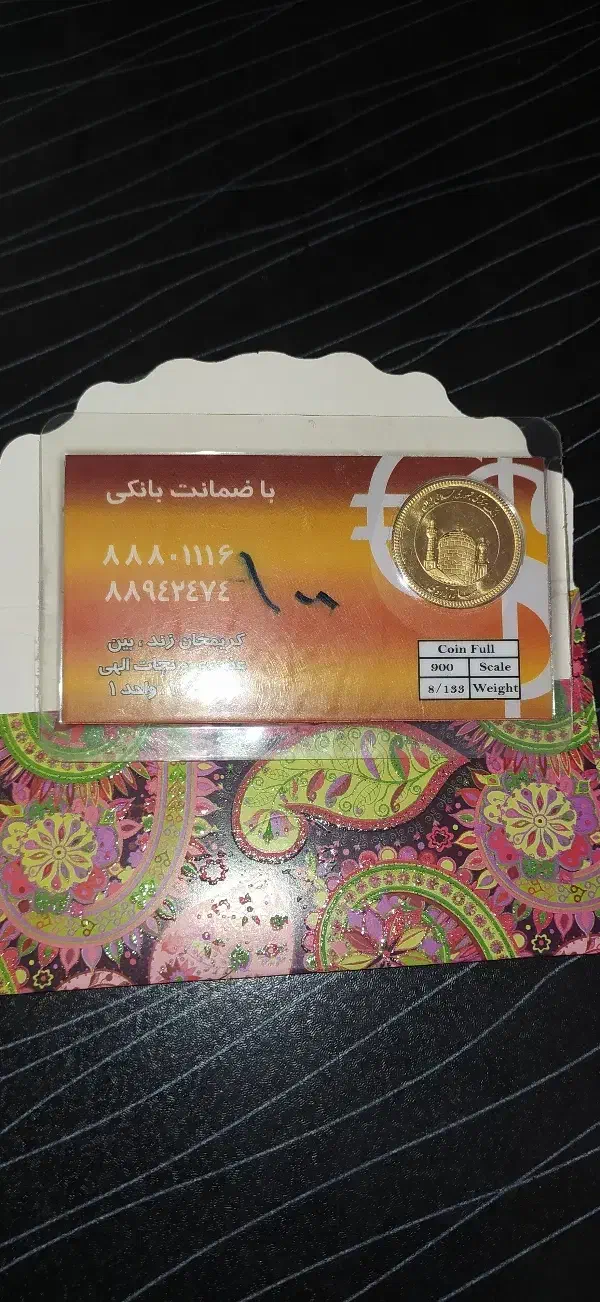 با ضمانت بانکی
۸۸۸۰۱۱۱۶
۸۸۹۴۲۴۷۴
۱۰۰
کریمخان زند ، بین
نجات الهی
واحد ۱
Coin Full
900 Scale
8/133 Weight